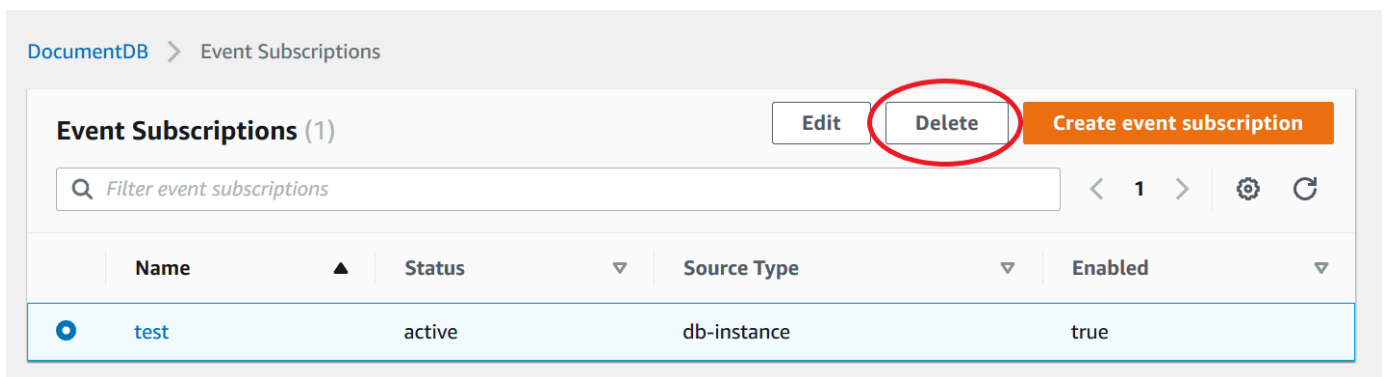 DocumentDB > Event Subscriptions
Event Subscriptions (1) Edit Delete Create event subscription
Filter event subscriptions < 1 >
Name Status Source Type Enabled
test active db-instance true